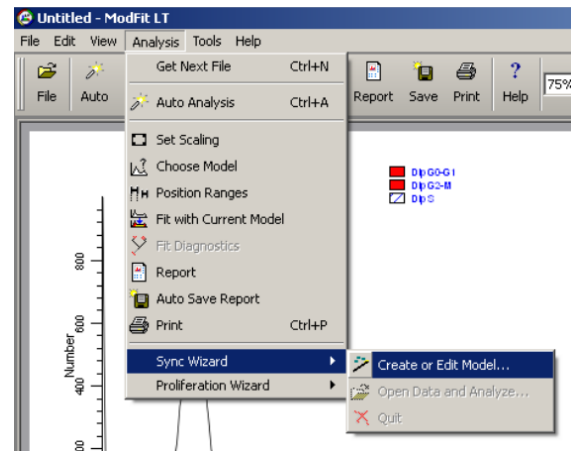 Untitled - ModFit LT
File Edit View Analysis Tools Help
File Auto Report Save Print Help 75%
Get Next File Ctrl+N
Auto Analysis Ctrl+A
Set Scaling
Choose Model
Position Ranges
Fit with Current Model
Fit Diagnostics
Report
Auto Save Report
Print Ctrl+P
Sync Wizard
Proliferation Wizard
Create or Edit Model...
Open Data and Analyze...
Quit
Dip G0-G1
Dip G2-M
Dip S
Number
800
600
400